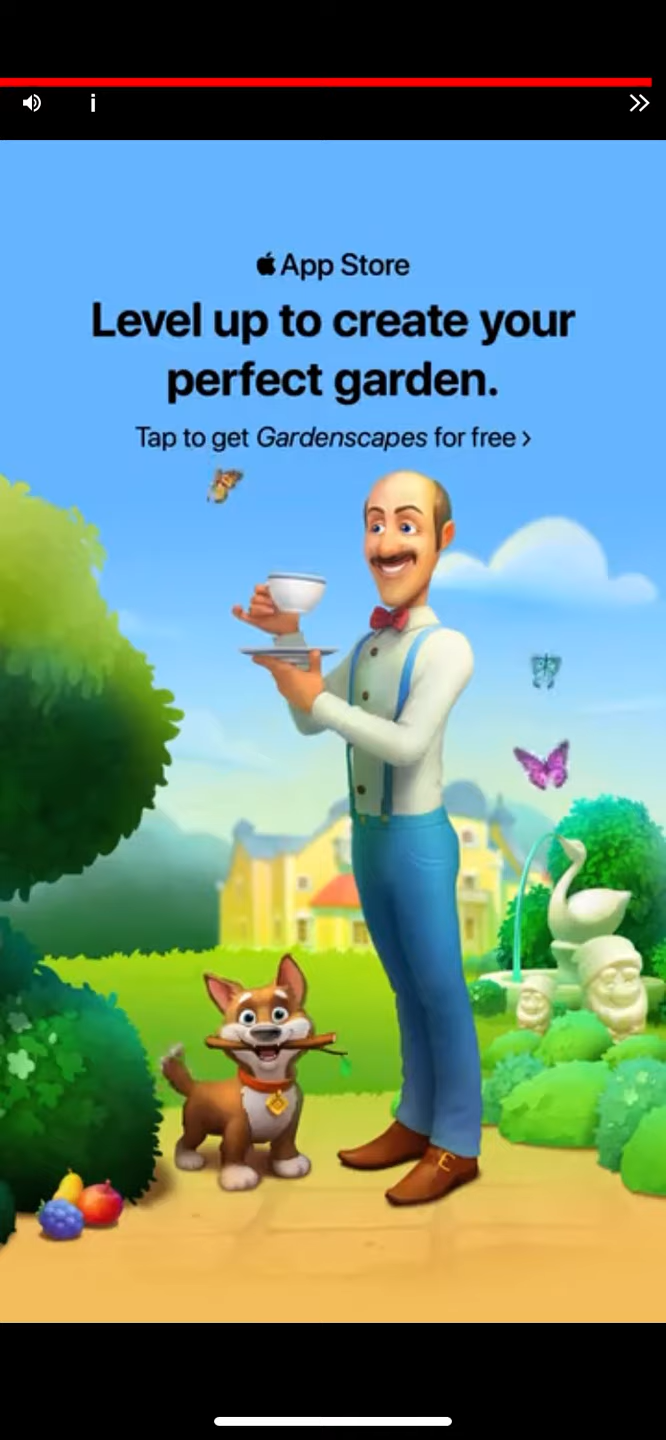 App Store
Level up to create your
perfect garden.
Tap to get Gardenscapes for free ›